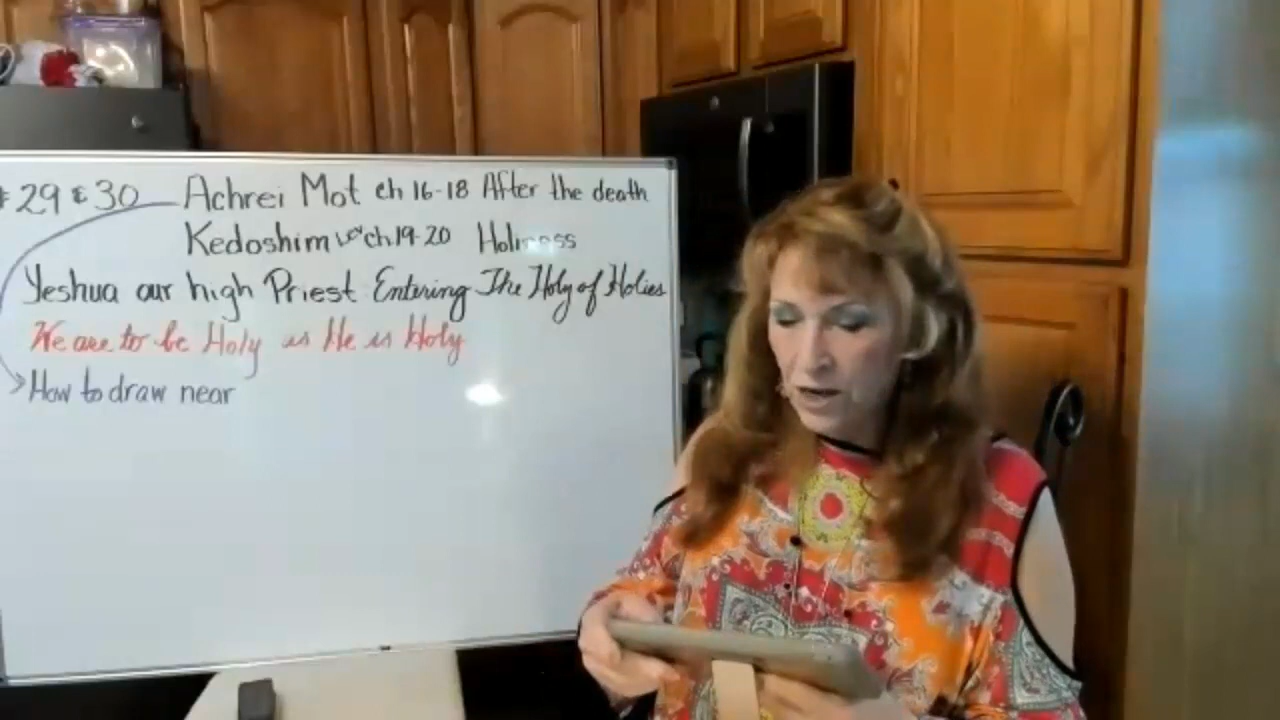 # 29 & 30 Achrei Mot ch 16-18 After the death
Kedoshim Lev ch 19-20 Holiness
Yeshua our high Priest Entering The Holy of Holies
We are to be Holy as He is Holy
How to draw near